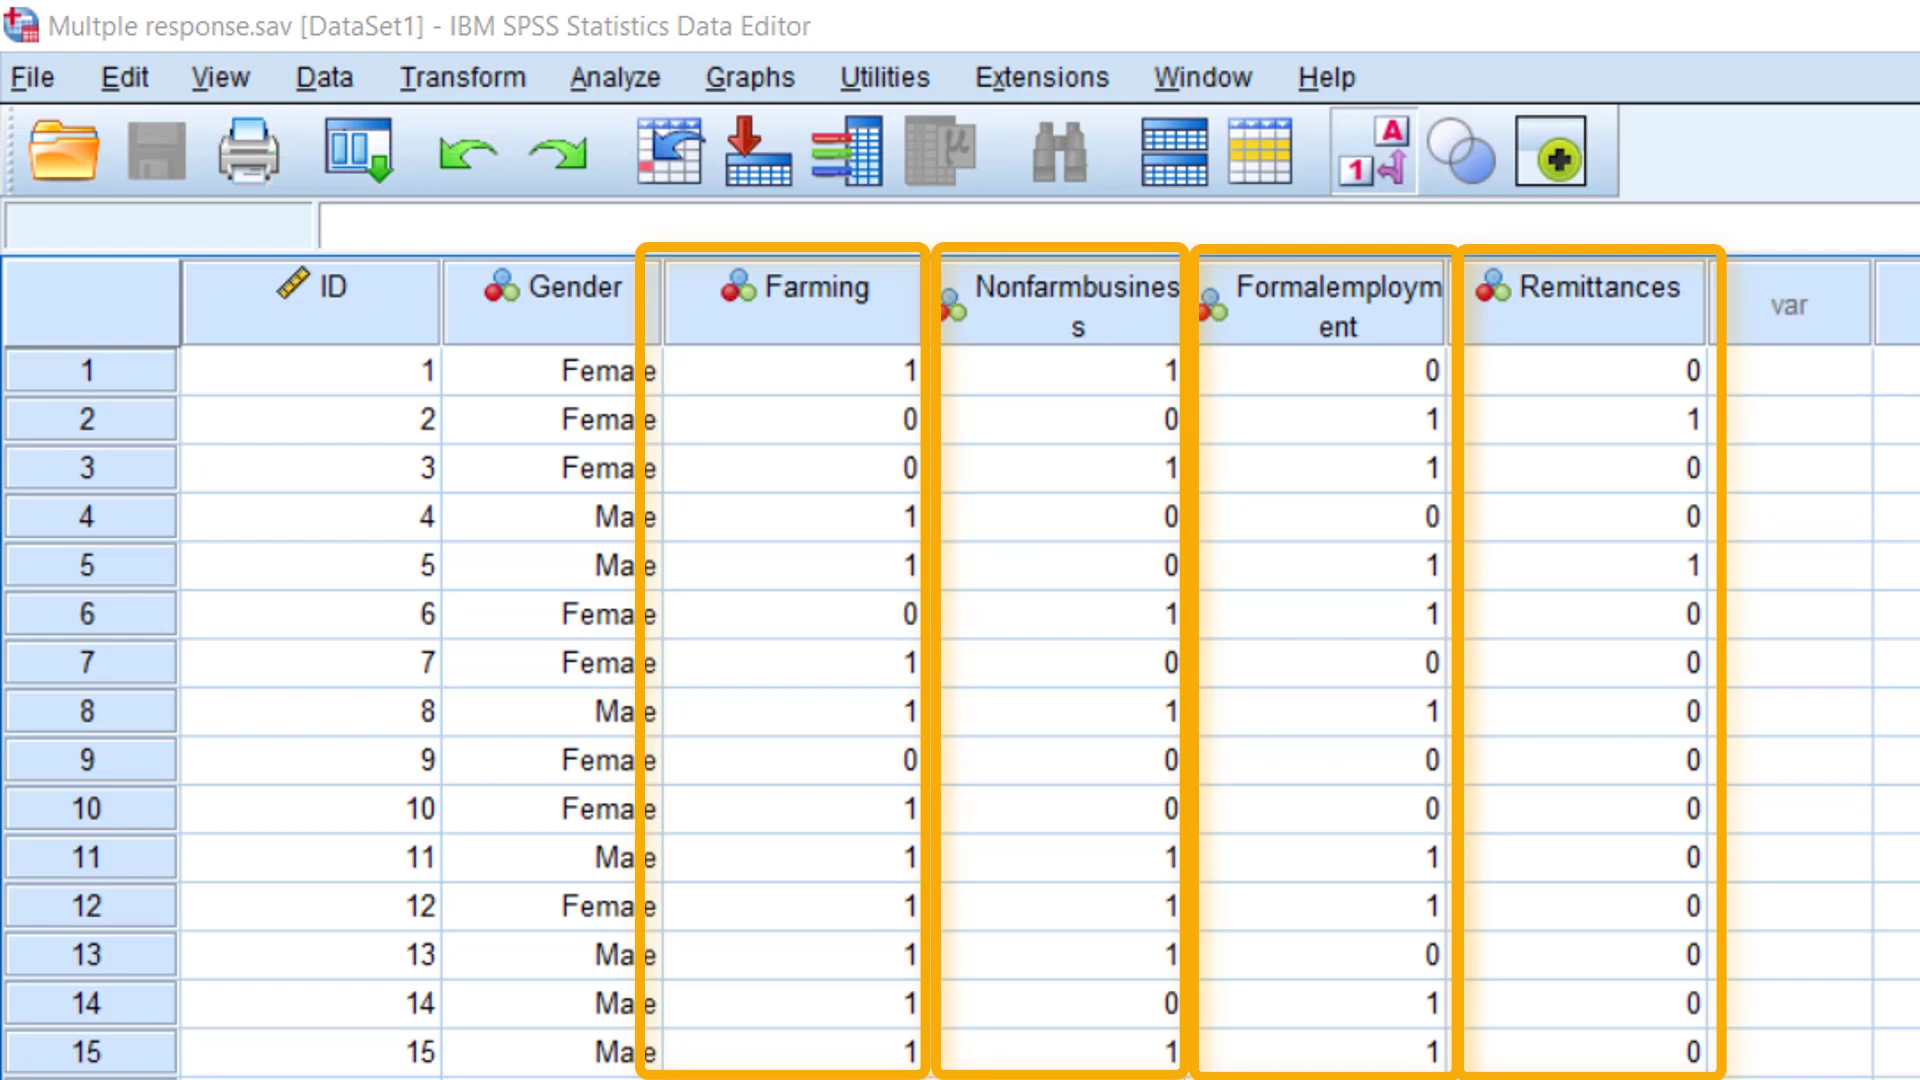 Multple response.sav [DataSet1] - IBM SPSS Statistics Data Editor
File Edit View Data Transform Analyze Graphs Utilities Extensions Window Help
A
μ
1
ID Gender Farming Nonfarmbusines Formalemploym Remittances var
s ent
1 1 Female 1 1 0 0
2 2 Female 0 0 1 1
3 3 Female 0 1 1 0
4 4 Male 1 0 0 0
5 5 Male 1 0 1 1
6 6 Female 0 1 1 0
7 7 Female 1 0 0 0
8 8 Male 1 1 1 0
9 9 Female 0 0 0 0
10 10 Female 1 0 0 0
11 11 Male 1 1 1 0
12 12 Female 1 1 1 0
13 13 Male 1 1 0 0
14 14 Male 1 0 1 0
15 15 Male 1 1 1 0